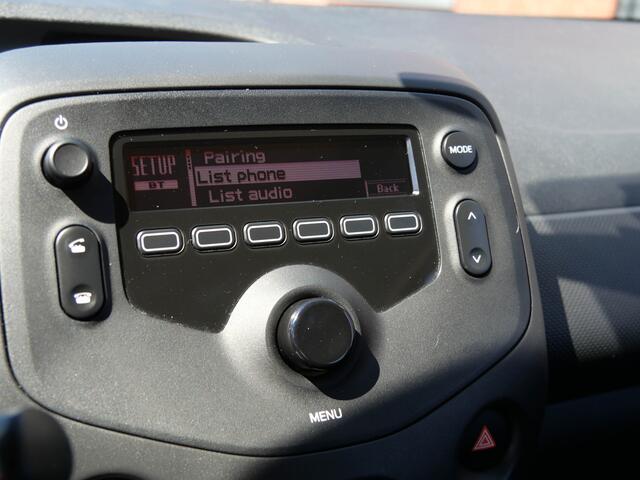 SETUP
BT
Pairing
List phone
List audio
Back
MODE
MENU